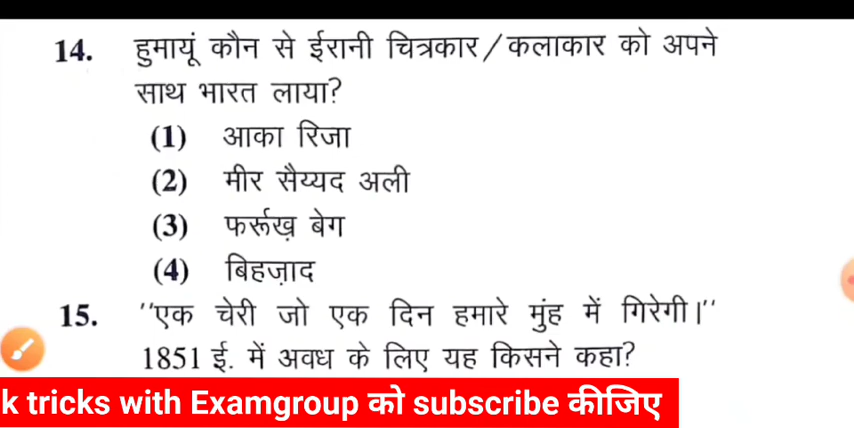 14. हुमायूं कौन से ईरानी चित्रकार/कलाकार को अपने
साथ भारत लाया?
(1) आका रिजा
(2) मीर सैय्यद अली
(3) फर्रूख़ बेग
(4) बिहज़ाद
15. ''एक चेरी जो एक दिन हमारे मुंह में गिरेगी।''
1851 ई. में अवध के लिए यह किसने कहा?
k tricks with Examgroup को subscribe कीजिए